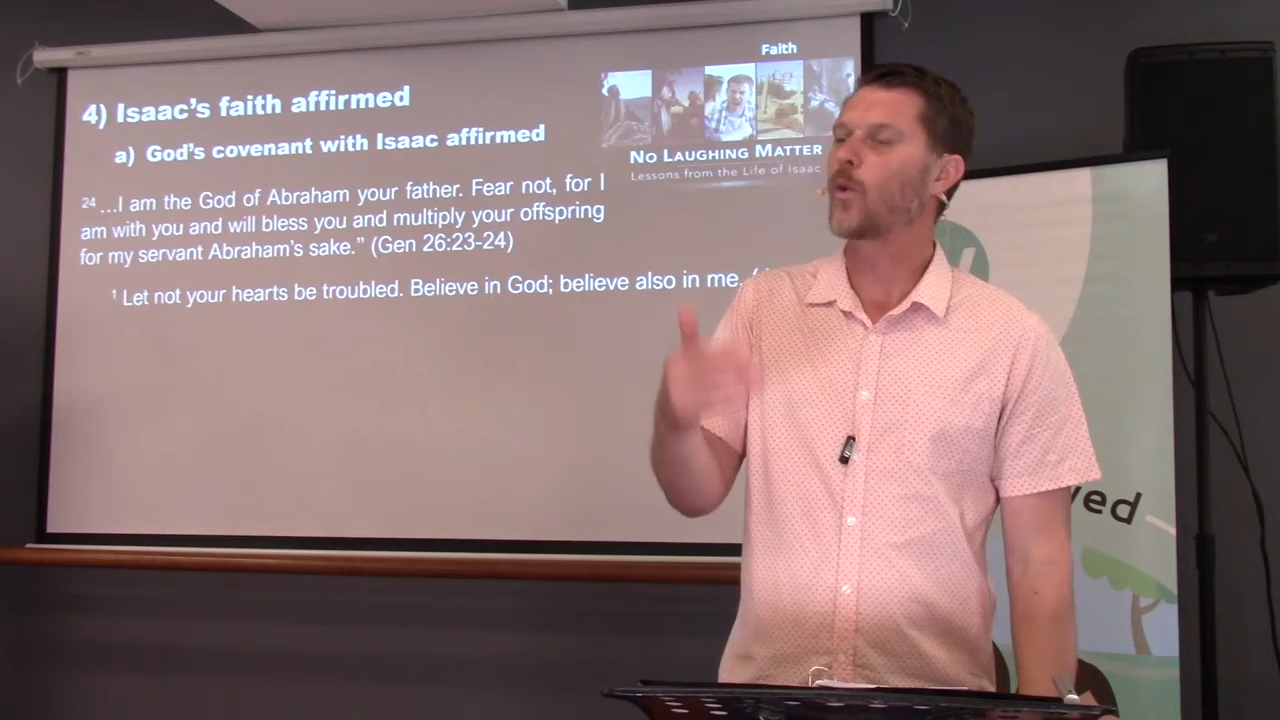 Faith
4) Isaac's faith affirmed
a) God's covenant with Isaac affirmed
NO LAUGHING MATTER
Lessons from the Life of Isaac
24 ...I am the God of Abraham your father. Fear not, for I
am with you and will bless you and multiply your offspring
for my servant Abraham's sake.” (Gen 26:23-24)
1 Let not your hearts be troubled. Believe in God; believe also in me.